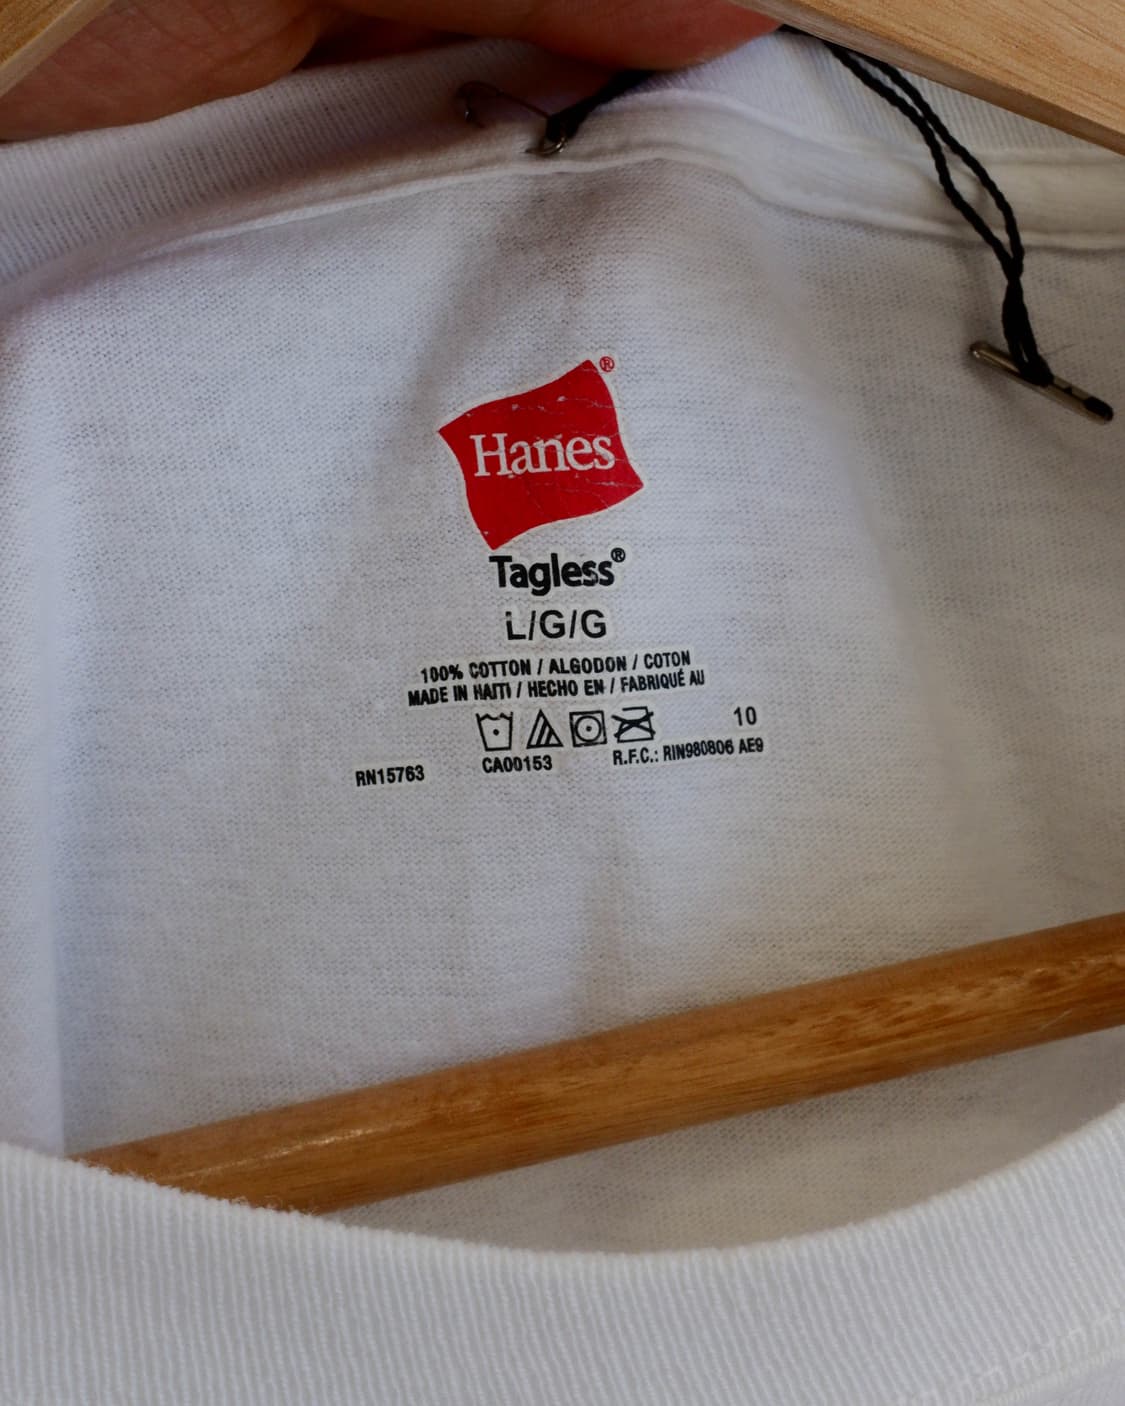 Hanes®
Tagless®
L/G/G
100% COTTON / ALGODON / COTON
MADE IN HAITI / HECHO EN / FABRIQUÉ AU
10
RN15763 CA00153 R.F.C.: RIN980806 AE9